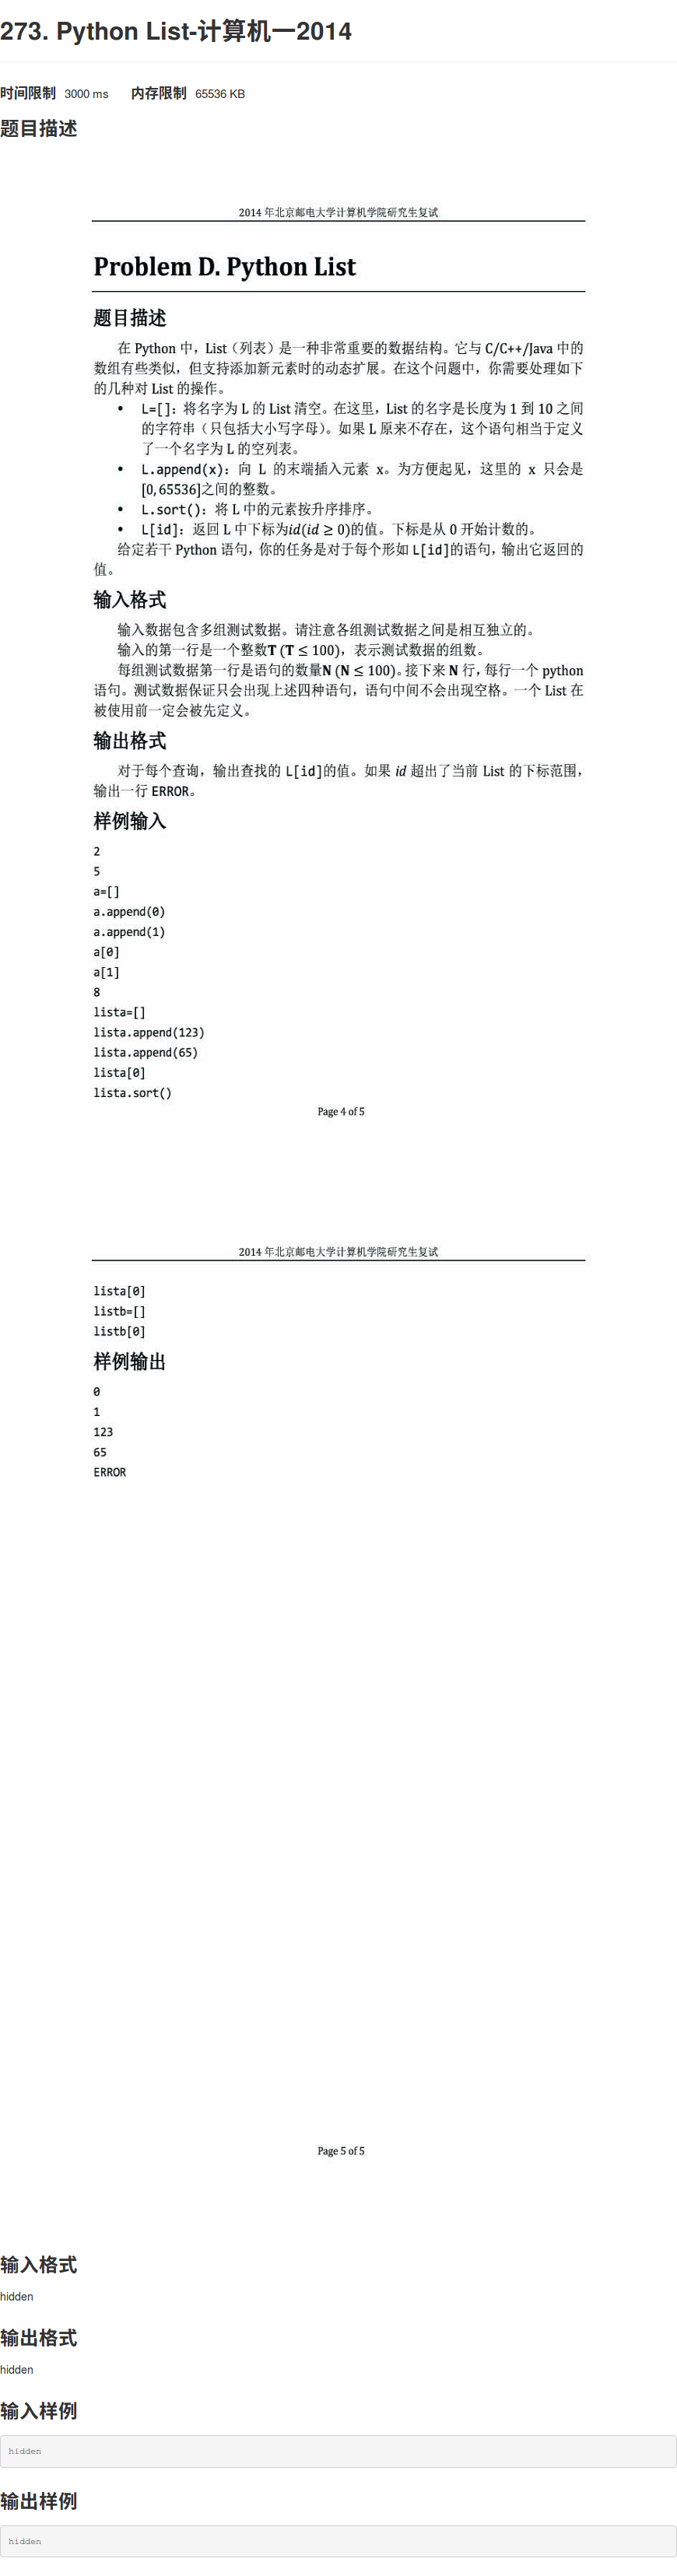 273. Python List-计算机一2014
时间限制 3000 ms 内存限制 65536 KB
题目描述
2014 年北京邮电大学计算机学院研究生复试
Problem D. Python List
题目描述
在 Python 中，List（列表）是一种非常重要的数据结构。它与 C/C++/Java 中的
数组有些类似，但支持添加新元素时的动态扩展。在这个问题中，你需要处理如下
的几种对 List 的操作。
• L=[]：将名字为 L 的 List 清空。在这里，List 的名字是长度为 1 到 10 之间
的字符串（只包括大小写字母）。如果 L 原来不存在，这个语句相当于定义
了一个名字为 L 的空列表。
• L.append(x)：向 L 的末端插入元素 x。为方便起见，这里的 x 只会是
[0,65536]之间的整数。
• L.sort()：将 L 中的元素按升序排序。
• L[id]：返回 L 中下标为id(id ≥ 0)的值。下标是从 0 开始计数的。
给定若干 Python 语句，你的任务是对于每个形如 L[id]的语句，输出它返回的
值。
输入格式
输入数据包含多组测试数据。请注意各组测试数据之间是相互独立的。
输入的第一行是一个整数T (T ≤ 100)，表示测试数据的组数。
每组测试数据第一行是语句的数量N (N ≤ 100)。接下来 N 行，每行一个 python
语句。测试数据保证只会出现上述四种语句，语句中间不会出现空格。一个 List 在
被使用前一定会被先定义。
输出格式
对于每个查询，输出查找的 L[id]的值。如果 id 超出了当前 List 的下标范围，
输出一行 ERROR。
样例输入
2
5
a=[]
a.append(0)
a.append(1)
a[0]
a[1]
8
lista=[]
lista.append(123)
lista.append(65)
lista[0]
lista.sort()
Page 4 of 5
2014 年北京邮电大学计算机学院研究生复试
lista[0]
listb=[]
listb[0]
样例输出
0
1
123
65
ERROR
Page 5 of 5
输入格式
hidden
输出格式
hidden
输入样例
hidden
输出样例
hidden